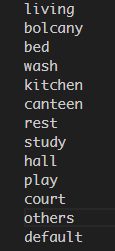 living
bolcany
bed
wash
kitchen
canteen
rest
study
hall
play
court
others
default